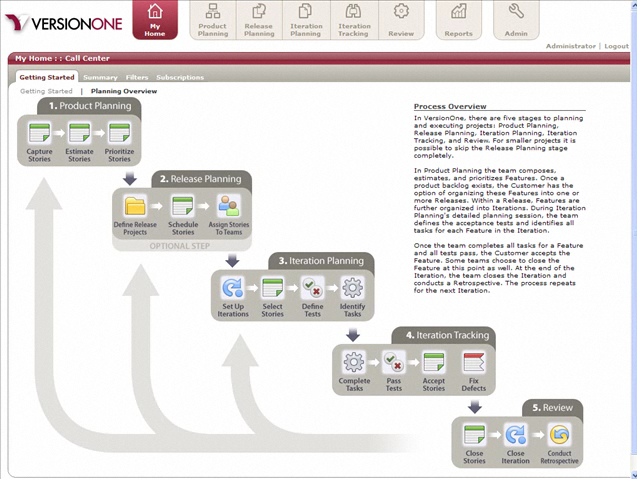 VERSIONONE
My
Home
Product
Planning
Release
Planning
Iteration
Planning
Iteration
Tracking
Review
Reports
Admin
Administrator | Logout
My Home : : Call Center
Getting Started Summary Filters Subscriptions
Getting Started | Planning Overview
1. Product Planning
Capture
Stories
Estimate
Stories
Prioritize
Stories
2. Release Planning
Define Release
Projects
Schedule
Stories
Assign Stories
To Teams
OPTIONAL STEP
3. Iteration Planning
Set Up
Iterations
Select
Stories
Define
Tests
Identify
Tasks
4. Iteration Tracking
Complete
Tasks
Pass
Tests
Accept
Stories
Fix
Defects
5. Review
Close
Stories
Close
Iteration
Conduct
Retrospective
Process Overview
In VersionOne, there are five stages to planning
and executing projects: Product Planning,
Release Planning, Iteration Planning, Iteration
Tracking, and Review. For smaller projects it is
possible to skip the Release Planning stage
completely.
In Product Planning the team composes,
estimates, and prioritizes Features. Once a
product backlog exists, the Customer has the
option of organizing these Features into one or
more Releases. Within a Release, Features are
further organized into Iterations. During Iteration
Planning's detailed planning session, the team
defines the acceptance tests and identifies all
tasks for each Feature in the Iteration.
Once the team completes all tasks for a Feature
and all tests pass, the Customer accepts the
Feature. Some teams choose to close the
Feature at this point as well. At the end of the
Iteration, the team closes the Iteration and
conducts a Retrospective. The process repeats
for the next Iteration.